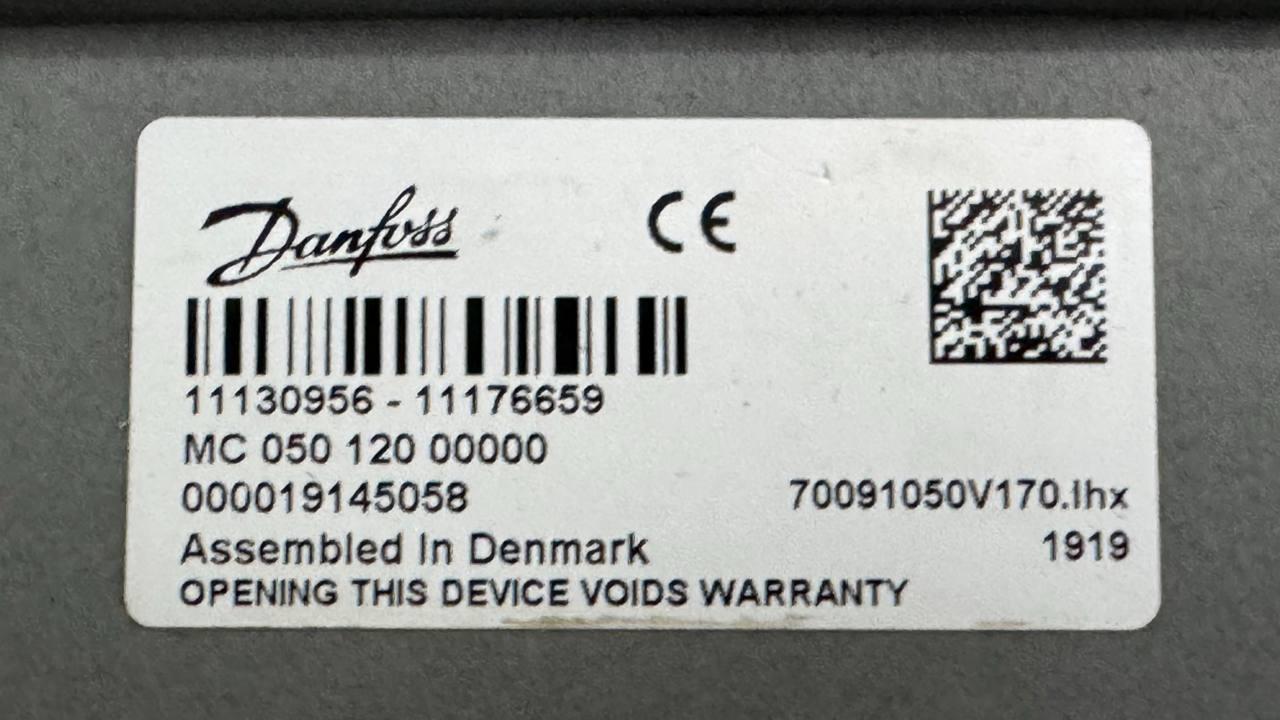 Danfoss
CE
11130956 - 11176659
MC 050 120 00000
000019145058
70091050V170.lhx
Assembled In Denmark
1919
OPENING THIS DEVICE VOIDS WARRANTY